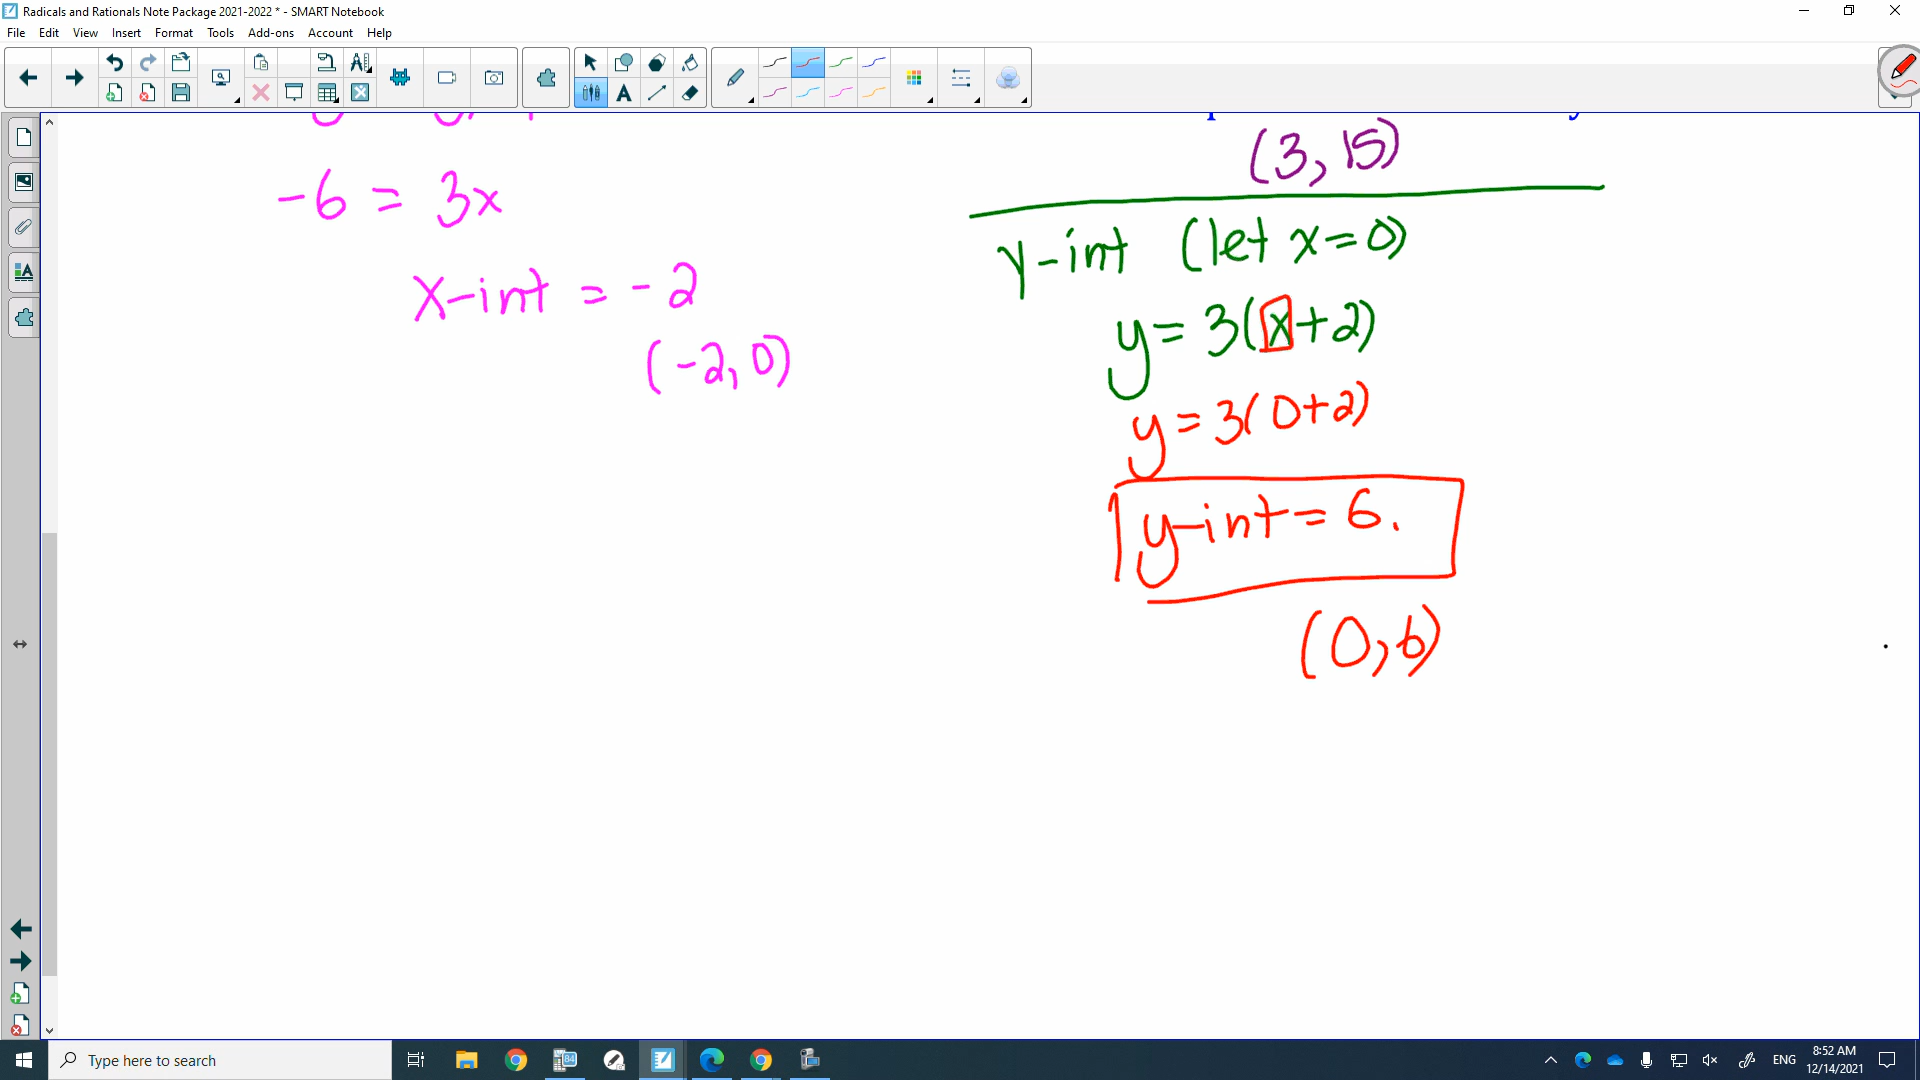 Radicals and Rationals Note Package 2021-2022 * - SMART Notebook
File Edit View Insert Format Tools Add-ons Account Help
-6 = 3x
x-int = -2
(-2,0)
(3, 15)
y-int (let x=0)
y = 3(x+2)
y = 3(0+2)
y-int = 6.
(0,6)
Type here to search
84
ENG
8:52 AM
12/14/2021